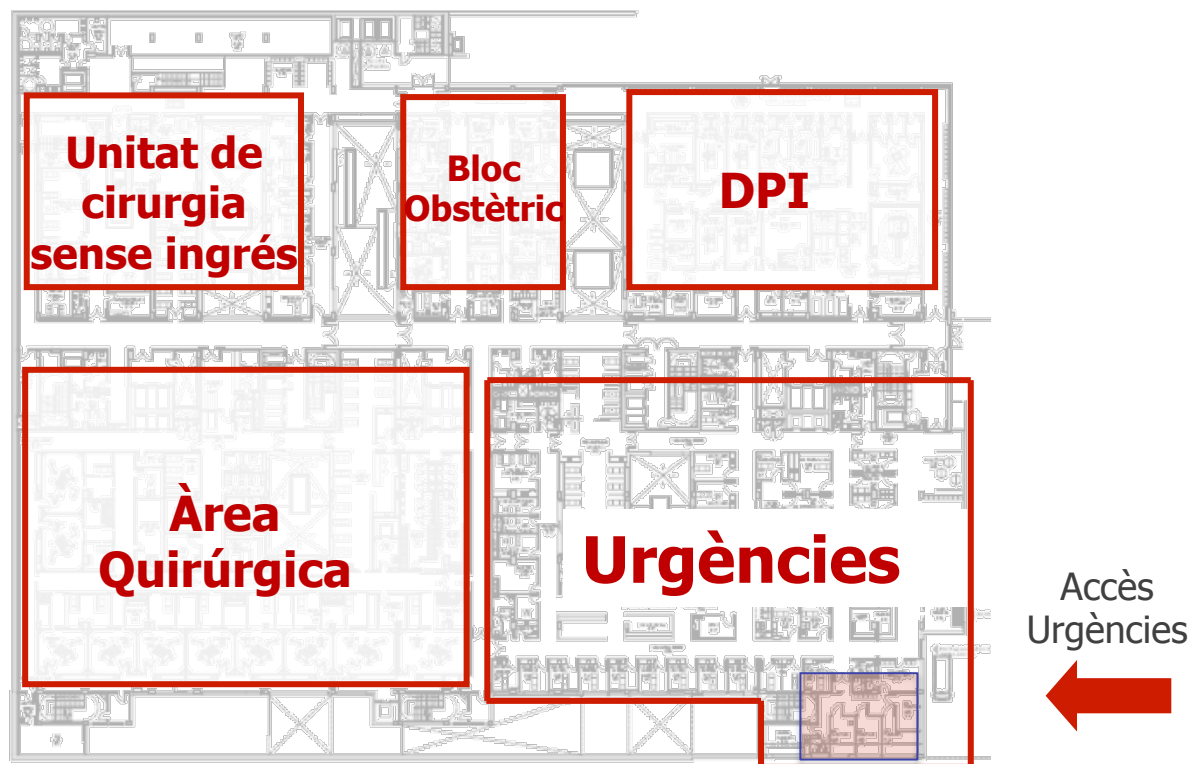 Unitat de
cirurgia
sense ingrés
Bloc
Obstètric
DPI
Àrea
Quirúrgica
Urgències
Accès
Urgències